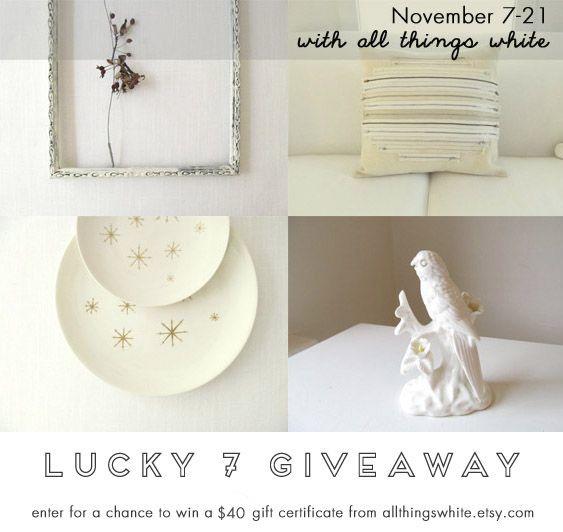 November 7-21
with all things white
LUCKY 7 GIVEAWAY
enter for a chance to win a $40 gift certificate from allthingswhite.etsy.com